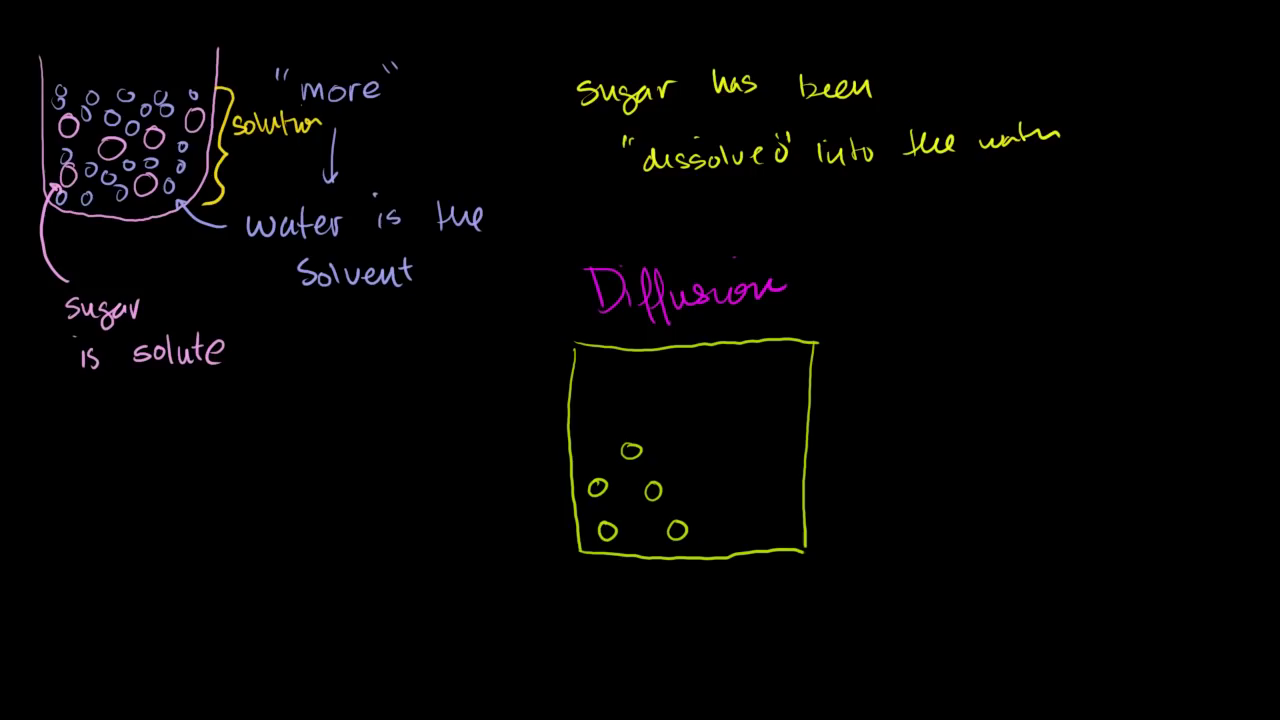 "more"
solution
water is the
solvent
sugar
is solute
sugar has been
"dissolved" into the water
Diffusion